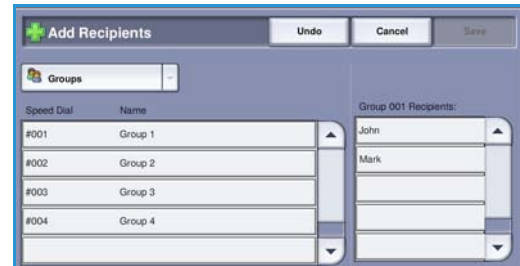 Add Recipients Undo Cancel Save
Groups
Speed Dial Name Group 001 Recipients:
#001 Group 1 John
#002 Group 2 Mark
#003 Group 3
#004 Group 4